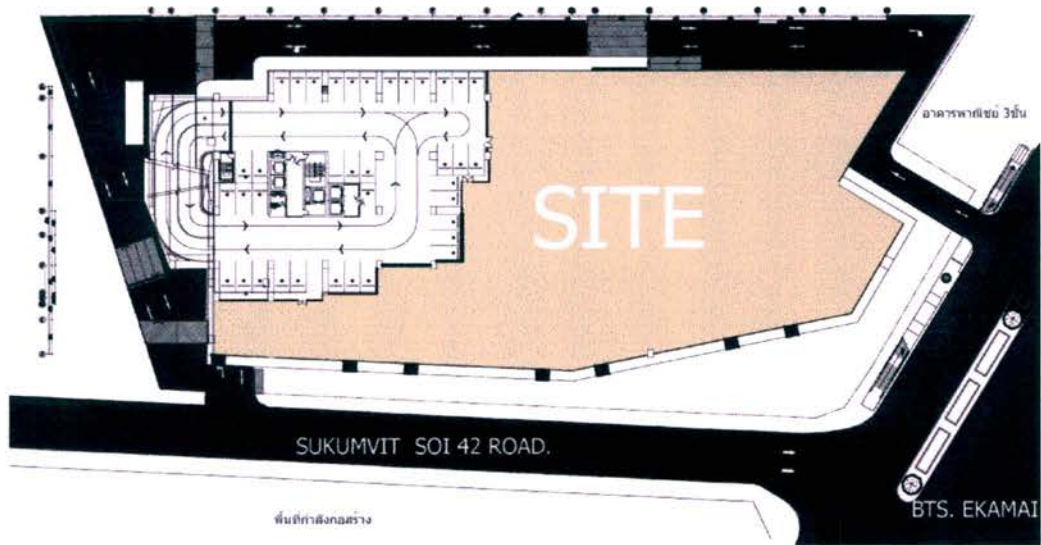 อาคารพาณิชย์ 3ชั้น
SITE
SUKUMVIT SOI 42 ROAD.
BTS. EKAMAI
พื้นที่กำลังก่อสร้าง